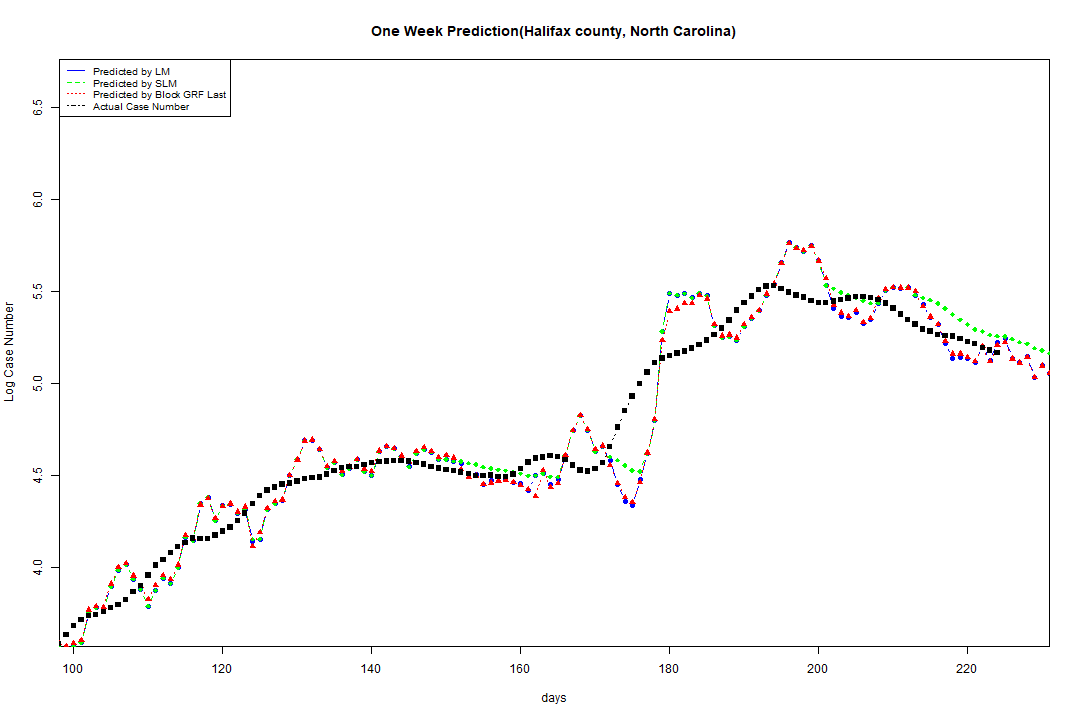 One Week Prediction(Halifax county, North Carolina)
Predicted by LM
Predicted by SLM
Predicted by Block GRF Last
Actual Case Number
Log Case Number
6.5
6.0
5.5
5.0
4.5
4.0
100 120 140 160 180 200 220
days